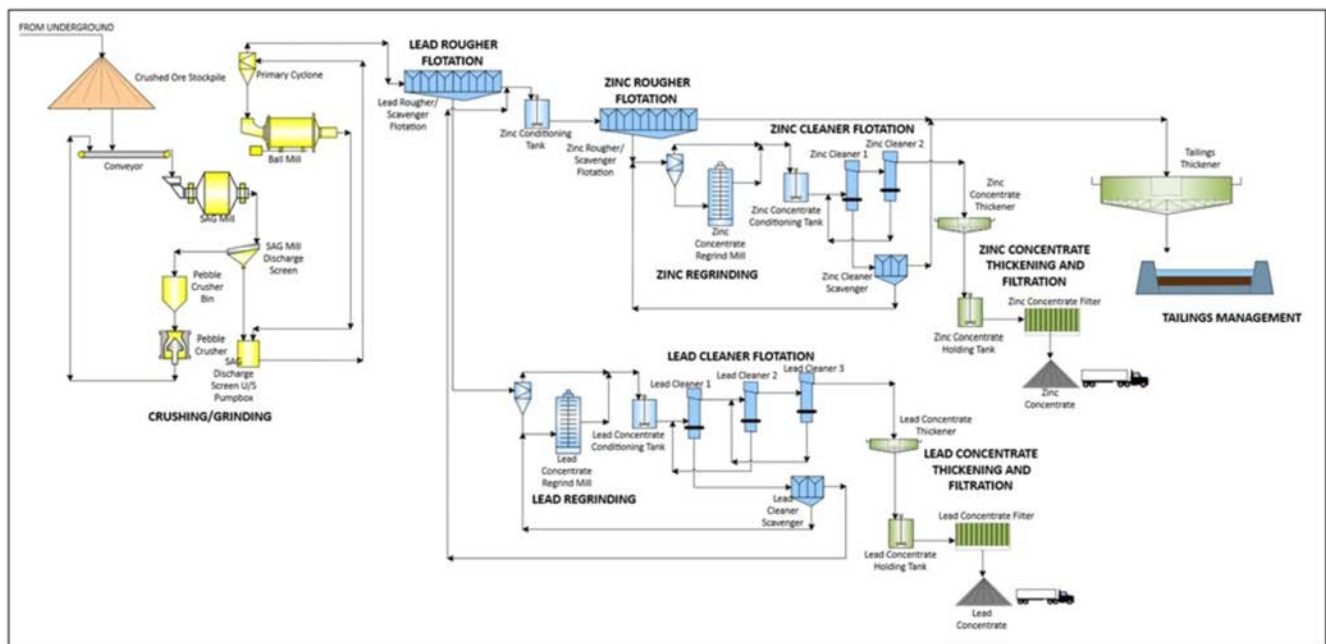 FROM UNDERGROUND
Crushed Ore Stockpile
Primary Cyclone
Ball Mill
Conveyor
SAG Mill
SAG Mill
Discharge
Screen
Pebble
Crusher
Bin
Pebble
Crusher
SAG
Discharge
Screen U/S
Pumpbox
CRUSHING/GRINDING
LEAD ROUGHER
FLOTATION
Lead Rougher/
Scavenger
Flotation
Zinc Conditioning
Tank
ZINC ROUGHER
FLOTATION
Zinc Rougher/
Scavenger
Flotation
ZINC CLEANER FLOTATION
Zinc Cleaner 1
Zinc Cleaner 2
Zinc
Concentrate
Regrind Mill
Zinc Concentrate
Conditioning Tank
ZINC REGRINDING
Zinc Cleaner
Scavenger
Zinc
Concentrate
Thickener
ZINC CONCENTRATE
THICKENING AND
FILTRATION
Zinc Concentrate Filter
Zinc Concentrate
Holding Tank
Zinc
Concentrate
Tailings
Thickener
TAILINGS MANAGEMENT
LEAD CLEANER FLOTATION
Lead Cleaner 1
Lead Cleaner 2
Lead Cleaner 3
Lead
Concentrate
Regrind Mill
Lead Concentrate
Conditioning Tank
LEAD REGRINDING
Lead
Cleaner
Scavenger
Lead Concentrate
Thickener
LEAD CONCENTRATE
THICKENING AND
FILTRATION
Lead Concentrate Filter
Lead Concentrate
Holding Tank
Lead
Concentrate